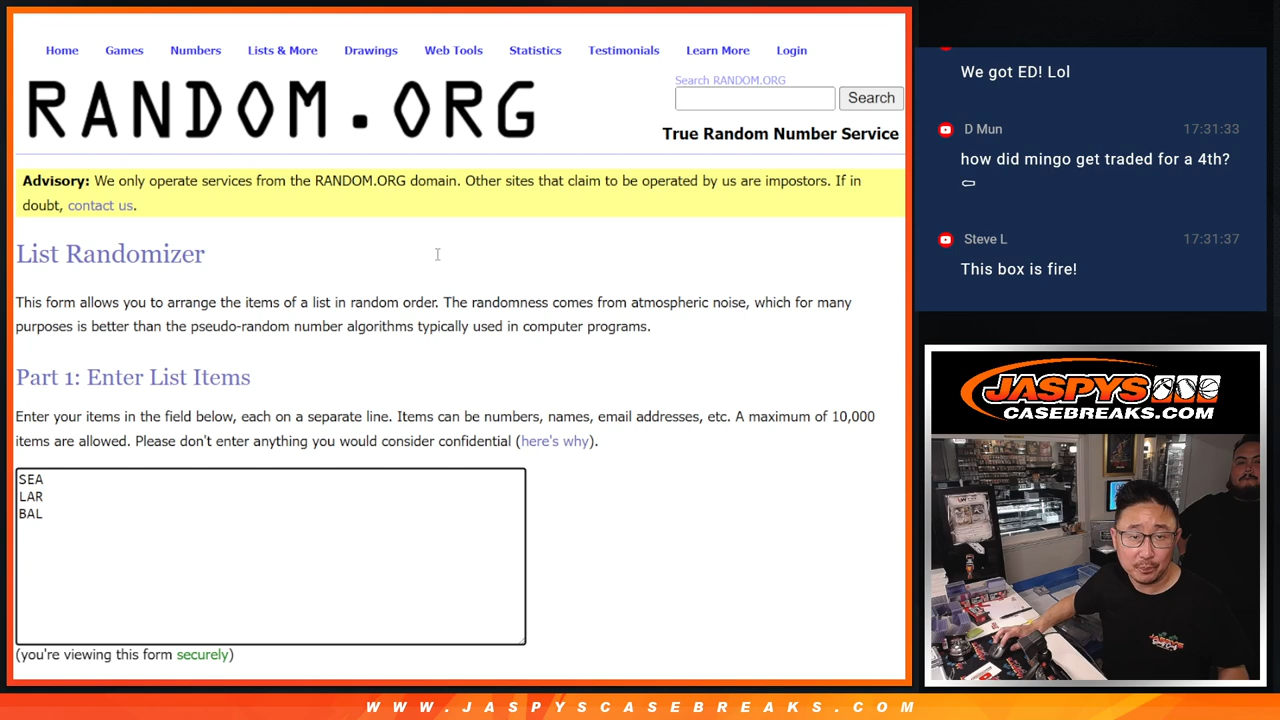 Home Games Numbers Lists & More Drawings Web Tools Statistics Testimonials Learn More Login
RANDOM.ORG
Search RANDOM.ORG
Search
True Random Number Service
Advisory: We only operate services from the RANDOM.ORG domain. Other sites that claim to be operated by us are impostors. If in
doubt, contact us.
List Randomizer
This form allows you to arrange the items of a list in random order. The randomness comes from atmospheric noise, which for many
purposes is better than the pseudo-random number algorithms typically used in computer programs.
Part 1: Enter List Items
Enter your items in the field below, each on a separate line. Items can be numbers, names, email addresses, etc. A maximum of 10,000
items are allowed. Please don't enter anything you would consider confidential (here's why).
SEA
LAR
BAL
(you're viewing this form securely)
We got ED! Lol
D Mun 17:31:33
how did mingo get traded for a 4th?
Steve L 17:31:37
This box is fire!
JASPYS
CASEBREAKS.COM
JASPYS
WWW.JASPYSCASEBREAKS.COM